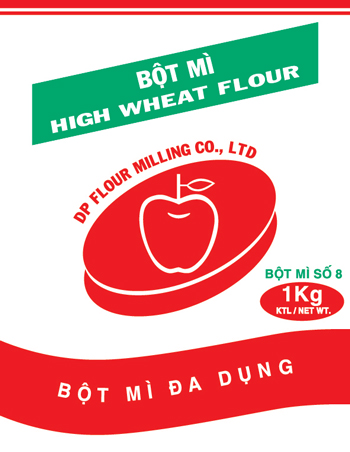 BỘT MÌ
HIGH WHEAT FLOUR
DP FLOUR MILLING CO., LTD
BỘT MÌ SỐ 8
1Kg
KTL / NET WT.
BỘT MÌ ĐA DỤNG